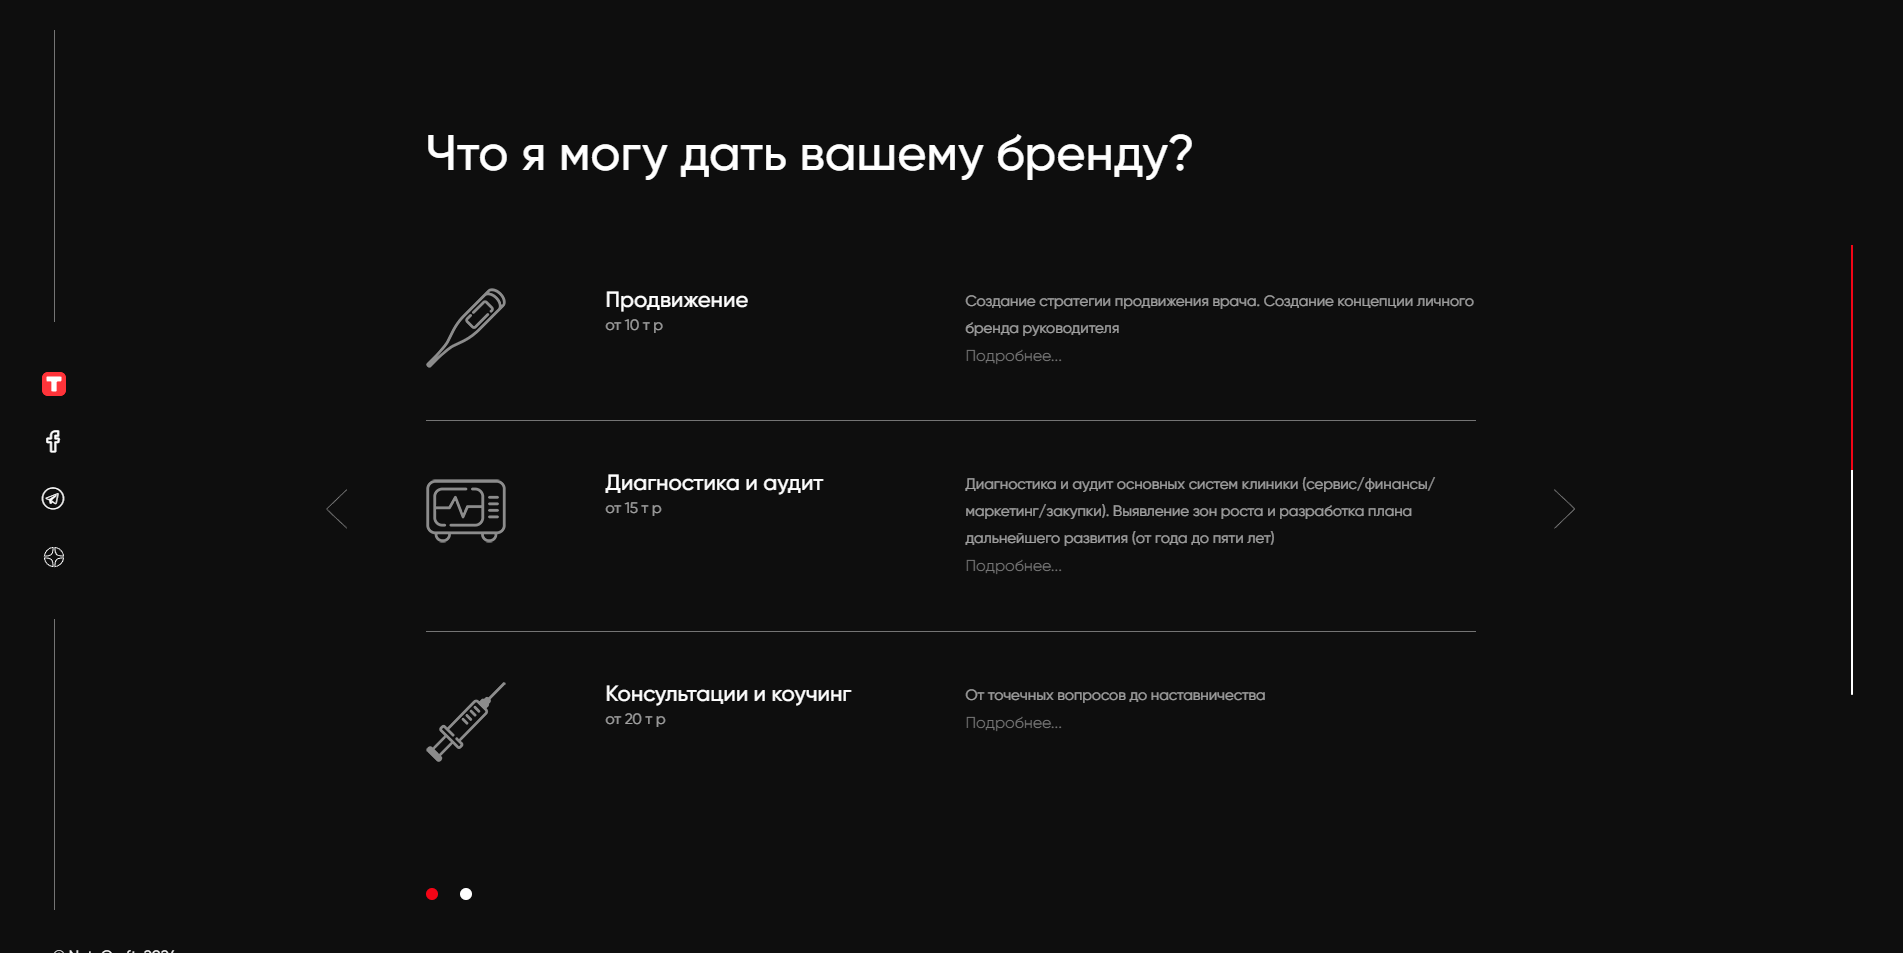 Что я могу дать вашему бренду?
Продвижение
от 10 т р
Создание стратегии продвижения врача. Создание концепции личного
бренда руководителя
Подробнее...
Диагностика и аудит
от 15 т р
Диагностика и аудит основных систем клиники (сервис/финансы/
маркетинг/закупки). Выявление зон роста и разработка плана
дальнейшего развития (от года до пяти лет)
Подробнее...
Консультации и коучинг
от 20 т р
От точечных вопросов до наставничества
Подробнее...